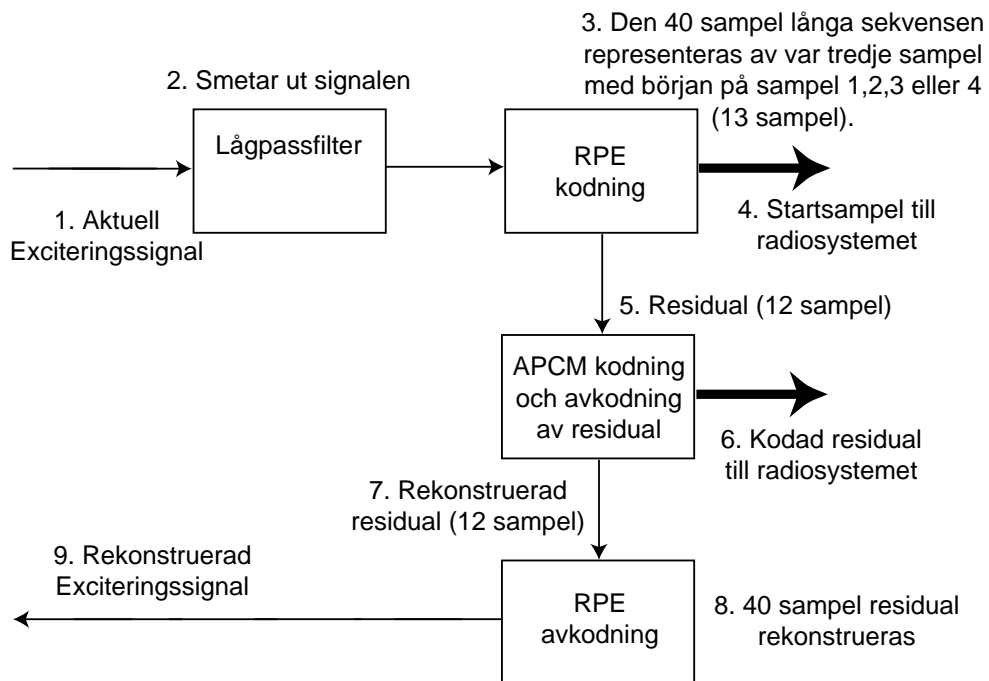 3. Den 40 sampel långa sekvensen
representeras av var tredje sampel
med början på sampel 1,2,3 eller 4
(13 sampel).
2. Smetar ut signalen
Lågpassfilter
RPE
kodning
1. Aktuell
Exciteringssignal
4. Startsampel till
radiosystemet
5. Residual (12 sampel)
APCM kodning
och avkodning
av residual
6. Kodad residual
till radiosystemet
7. Rekonstruerad
residual (12 sampel)
9. Rekonstruerad
Exciteringssignal
RPE
avkodning
8. 40 sampel residual
rekonstrueras